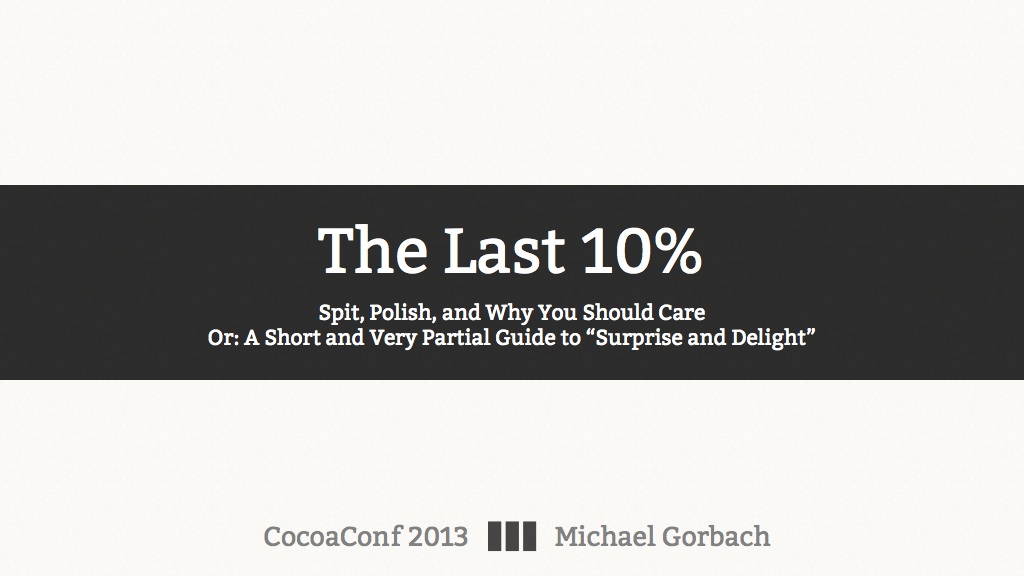 The Last 10%
Spit, Polish, and Why You Should Care
Or: A Short and Very Partial Guide to “Surprise and Delight”
CocoaConf 2013 Michael Gorbach